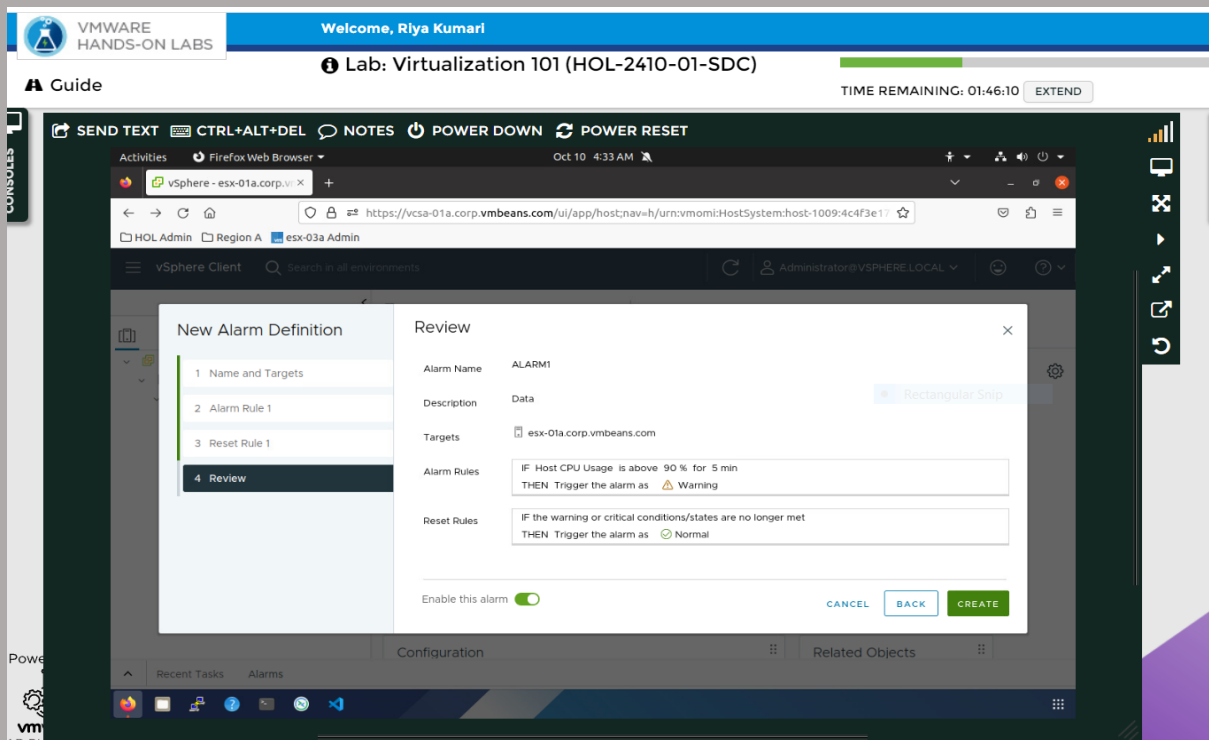 VMWARE
HANDS-ON LABS
Welcome, Riya Kumari
Lab: Virtualization 101 (HOL-2410-01-SDC)
Guide
TIME REMAINING: 01:46:10 EXTEND
CONSOLES
SEND TEXT CTRL+ALT+DEL NOTES POWER DOWN POWER RESET
Activities Firefox Web Browser Oct 10 4:33 AM
vSphere - esx-01a.corp.v
https://vcsa-01a.corp.vmbeans.com/ui/app/host;nav=h/urn:vmomi:HostSystem:host-1009:4c4f3e17
HOL Admin Region A esx-03a Admin
vSphere Client Search in all environments Administrator@VSPHERE.LOCAL
New Alarm Definition
1 Name and Targets
2 Alarm Rule 1
3 Reset Rule 1
4 Review
Review
Alarm Name ALARM1
Description Data
Rectangular Snip
Targets esx-01a.corp.vmbeans.com
Alarm Rules IF Host CPU Usage is above 90 % for 5 min
THEN Trigger the alarm as Warning
Reset Rules IF the warning or critical conditions/states are no longer met
THEN Trigger the alarm as Normal
Enable this alarm
CANCEL BACK CREATE
Configuration Related Objects
Recent Tasks Alarms
Powe
vm